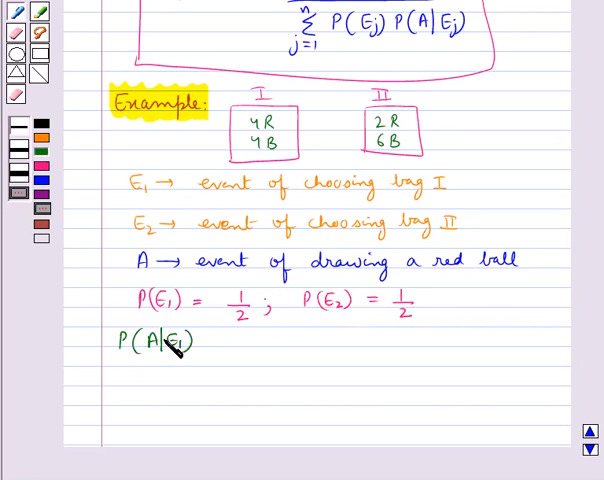 n
Σ P(Ej) P(A|Ej)
j=1
Example:
I II
4R 2R
4B 6B
E1 → event of choosing bag I
E2 → event of choosing bag II
A → event of drawing a red ball
P(E1) = 1/2 ; P(E2) = 1/2
P(A|E1)